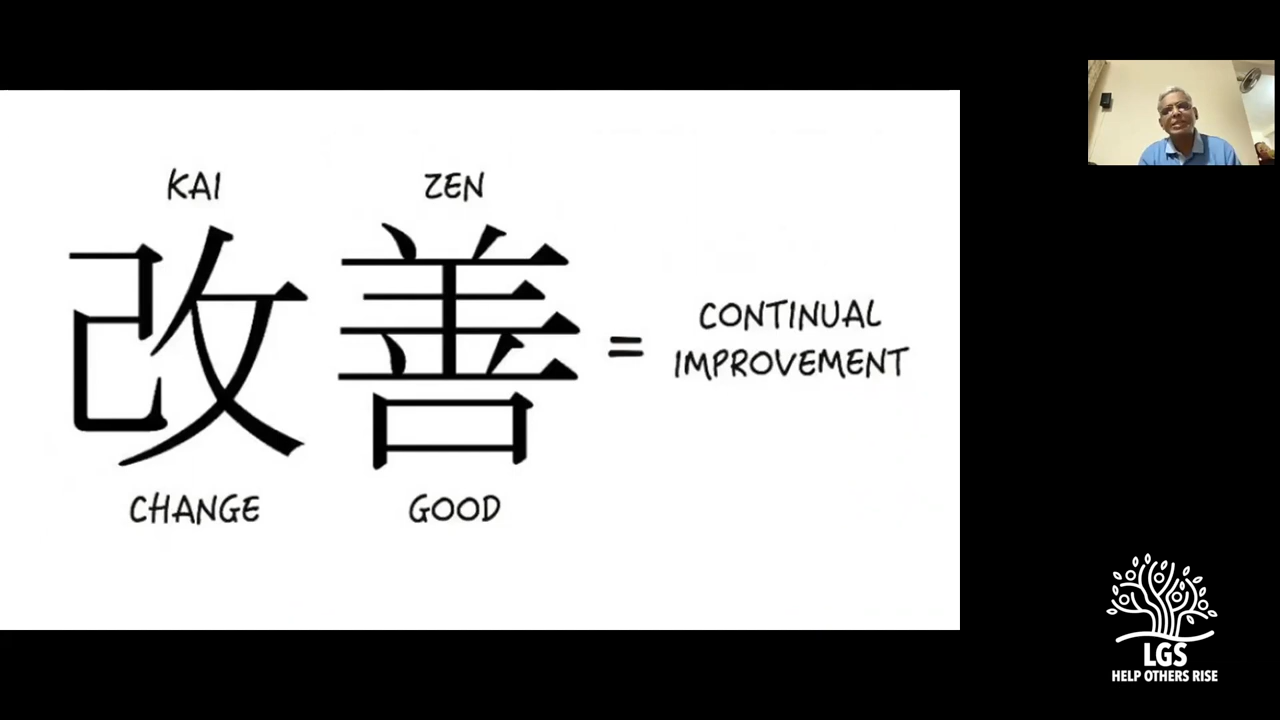 KAI ZEN
改善
=
CONTINUAL
IMPROVEMENT
CHANGE GOOD
LGS
HELP OTHERS RISE